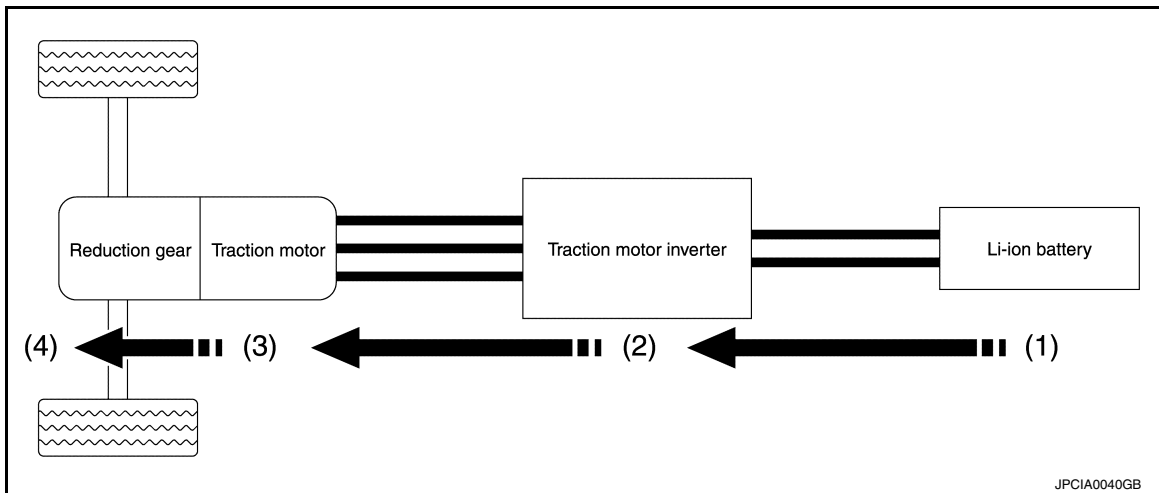 Reduction gear
Traction motor
Traction motor inverter
Li-ion battery
(4)
(3)
(2)
(1)
JPCIA0040GB